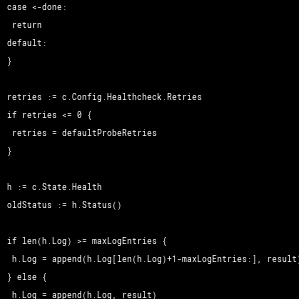 case <-done:
return
default:
}
retries := c.Config.Healthcheck.Retries
if retries <= 0 {
retries = defaultProbeRetries
}
h := c.State.Health
oldStatus := h.Status()
if len(h.Log) >= maxLogEntries {
h.Log = append(h.Log[len(h.Log)+1-maxLogEntries:], result)
} else {
h.Log = append(h.Log, result)